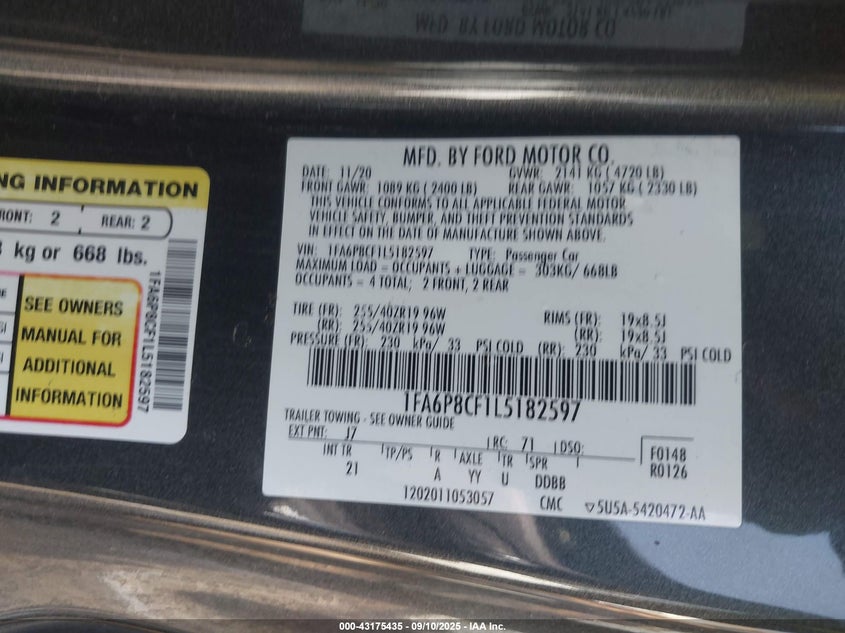 MFD. BY FORD MOTOR CO
NG INFORMATION
RONT: 2 REAR: 2
kg or 668 lbs.
SEE OWNERS
MANUAL FOR
ADDITIONAL
INFORMATION
1FA6P8CF1L5182597
MFD. BY FORD MOTOR CO.
DATE: 11/20 GVWR: 2141 KG ( 4720 LB)
FRONT GAWR: 1089 KG ( 2400 LB) REAR GAWR: 1057 KG ( 2330 LB)
THIS VEHICLE CONFORMS TO ALL APPLICABLE FEDERAL MOTOR
VEHICLE SAFETY, BUMPER, AND THEFT PREVENTION STANDARDS
IN EFFECT ON THE DATE OF MANUFACTURE SHOWN ABOVE.
VIN: 1FA6P8CF1L5182597 TYPE: Passenger Car
MAXIMUM LOAD = OCCUPANTS + LUGGAGE = 303KG/ 668LB
OCCUPANTS = 4 TOTAL; 2 FRONT, 2 REAR
TIRE (FR): 255/40ZR19 96W RIMS (FR): 19x8.5J
(RR): 255/40ZR19 96W (RR): 19x8.5J
PRESSURE (FR): 230 kPa/ 33 PSI COLD (RR): 230 kPa/ 33 PSI COLD
1FA6P8CF1L5182597
TRAILER TOWING - SEE OWNER GUIDE
EXT PNT: J7 RC: 71 DSO: F0148
INT TR TP/PS R AXLE TR SPR R0126
21 A YY U DDBB
1202011053057 CMC ▽5U5A-5420472-AA
000-43175435 - 09/10/2025 - IAA Inc.